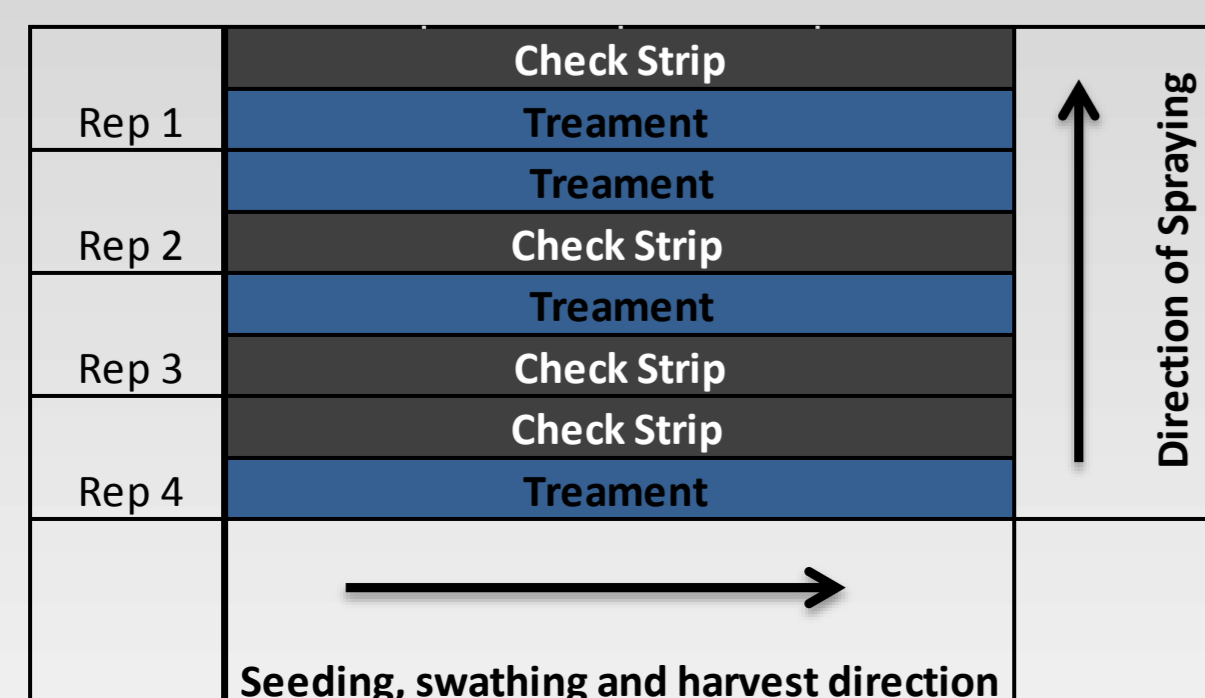 Check Strip
Rep 1
Treament
Treament
Rep 2
Check Strip
Treament
Rep 3
Check Strip
Check Strip
Rep 4
Treament
Direction of Spraying
Seeding, swathing and harvest direction